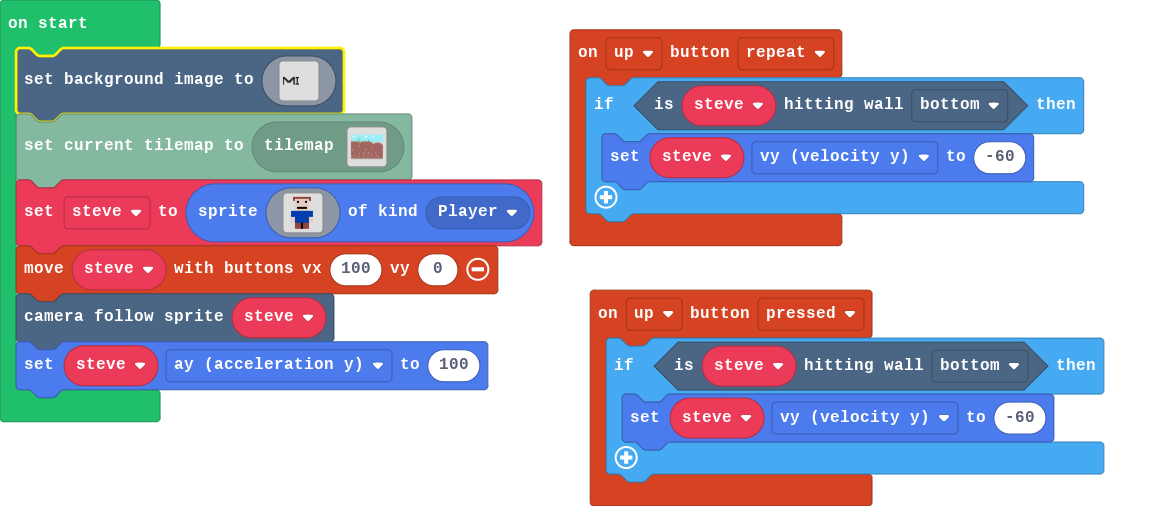 on start
set background image to MI
set current tilemap to tilemap
set steve to sprite of kind Player
move steve with buttons vx 100 vy 0
camera follow sprite steve
set steve ay (acceleration y) to 100
on up button repeat
if is steve hitting wall bottom then
set steve vy (velocity y) to -60
on up button pressed
if is steve hitting wall bottom then
set steve vy (velocity y) to -60